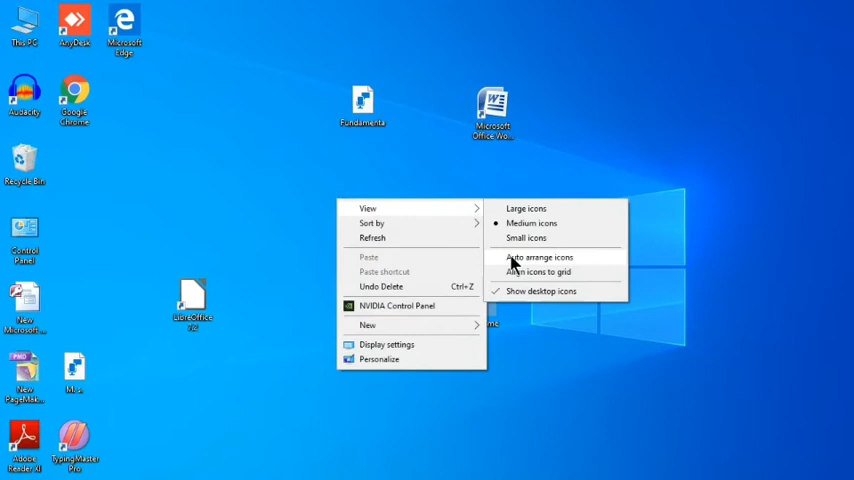 This PC
AnyDesk
Microsoft
Edge
Audacity
Google
Chrome
Fundamenta
Microsoft
Office Wo...
Recycle Bin
Control
Panel
New
Microsoft...
LibreOffice
New
PageMak...
Adobe
Reader XI
TypingMaster
Pro
View
Sort by
Refresh
Paste
Paste shortcut
Undo Delete Ctrl+Z
NVIDIA Control Panel
New
Display settings
Personalize
Large icons
Medium icons
Small icons
Auto arrange icons
Align icons to grid
Show desktop icons